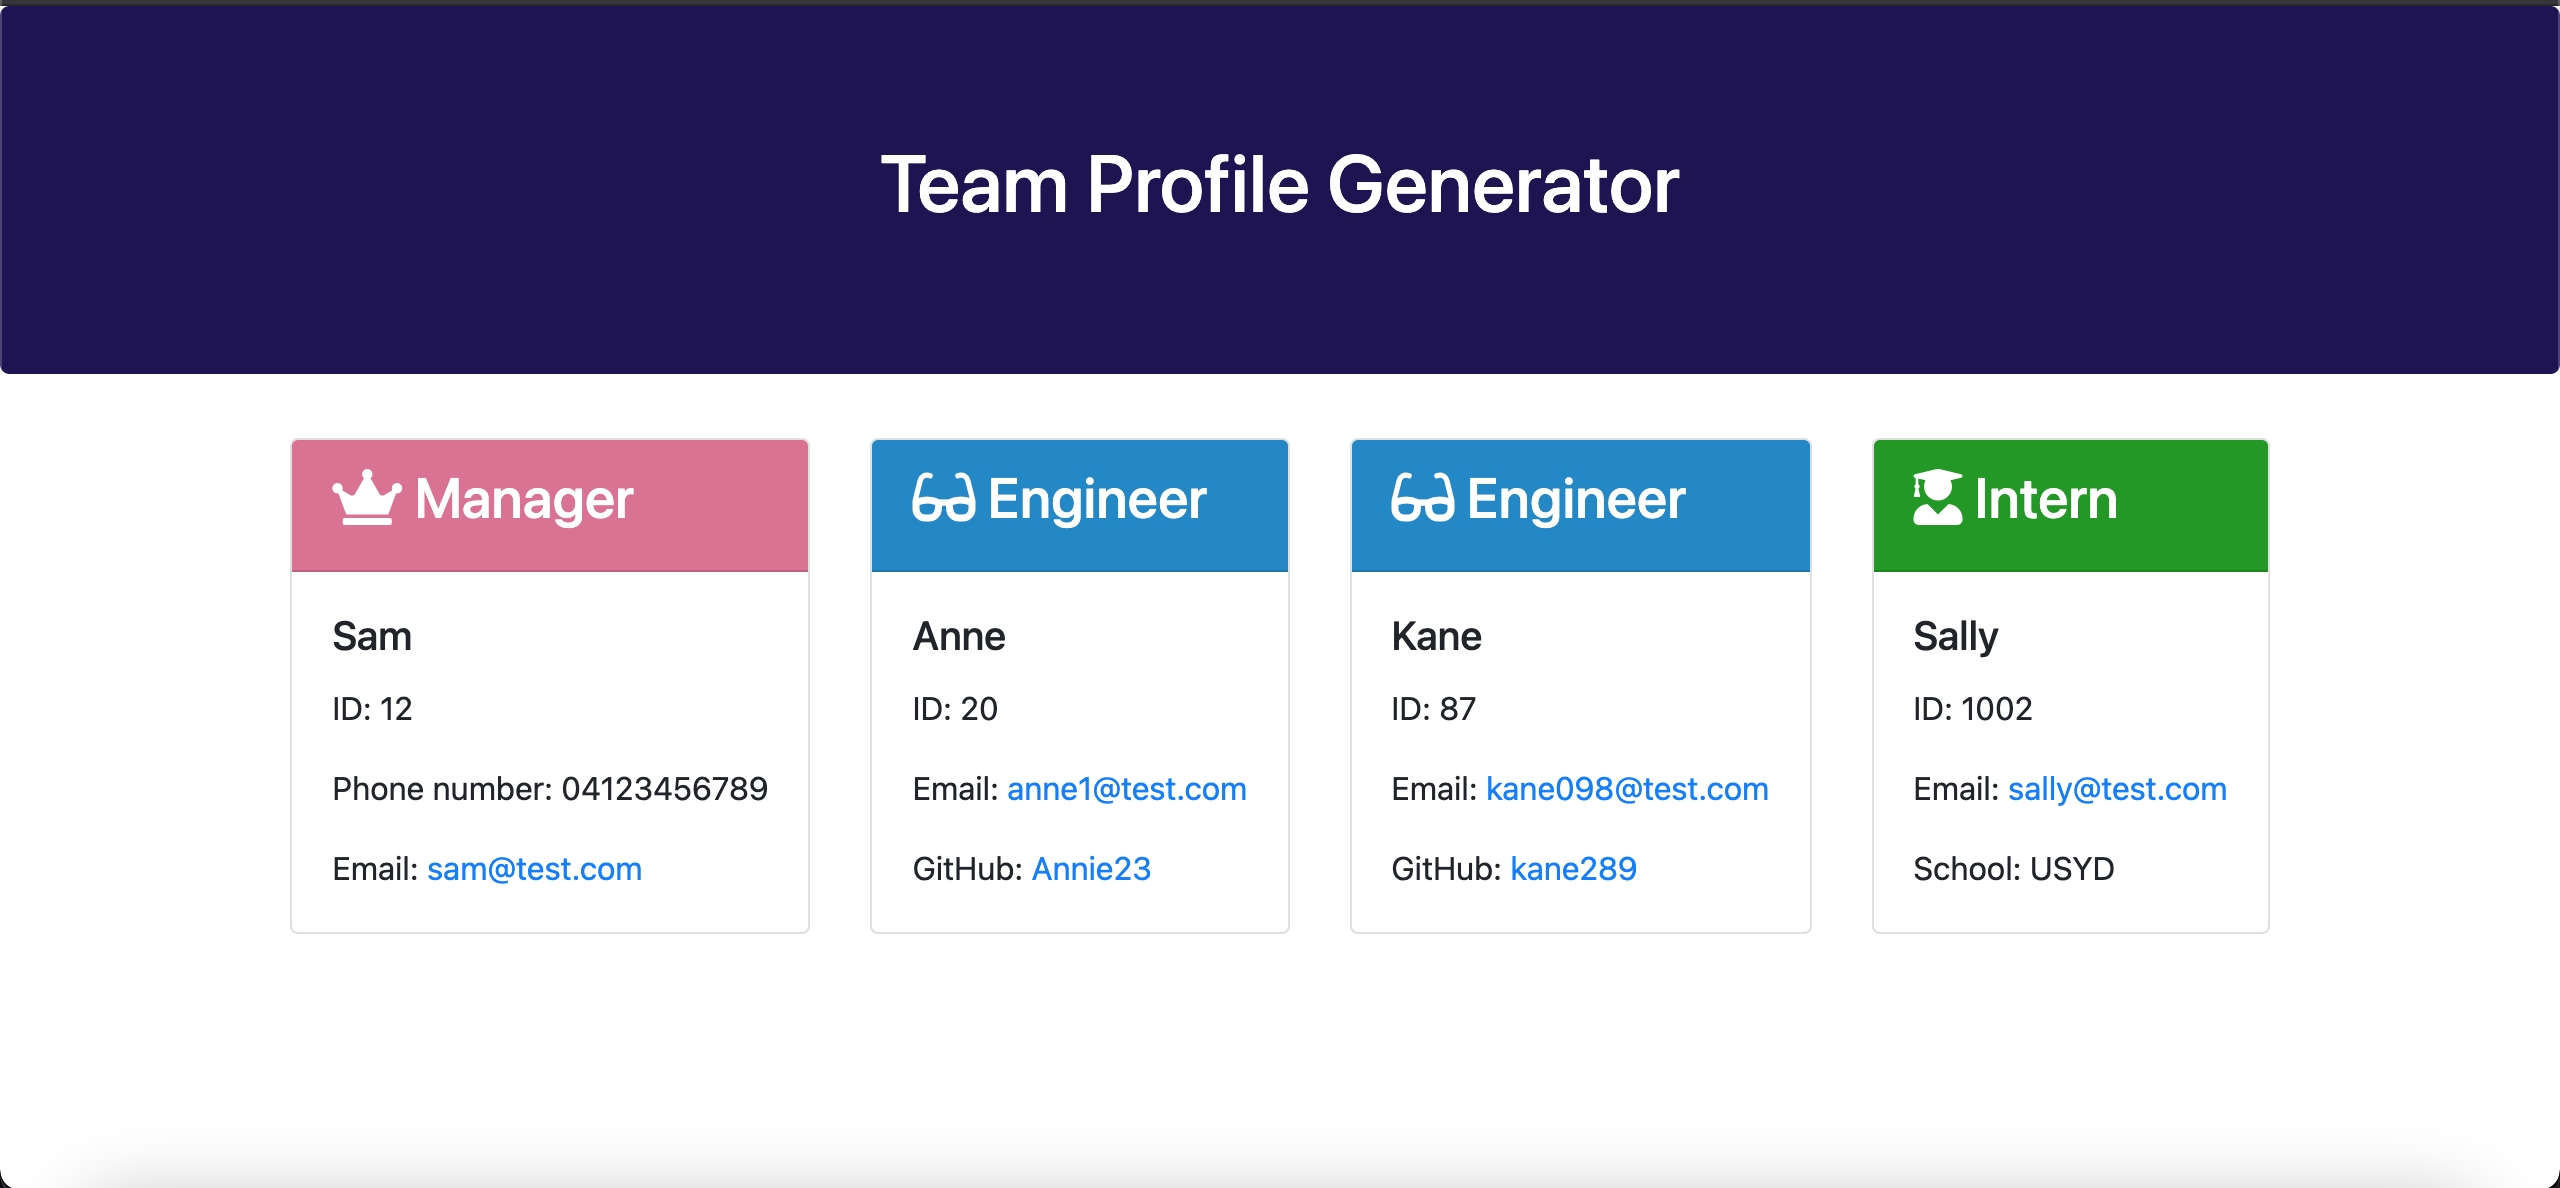 Team Profile Generator
Manager
Sam
ID: 12
Phone number: 04123456789
Email: sam@test.com
Engineer
Anne
ID: 20
Email: anne1@test.com
GitHub: Annie23
Engineer
Kane
ID: 87
Email: kane098@test.com
GitHub: kane289
Intern
Sally
ID: 1002
Email: sally@test.com
School: USYD